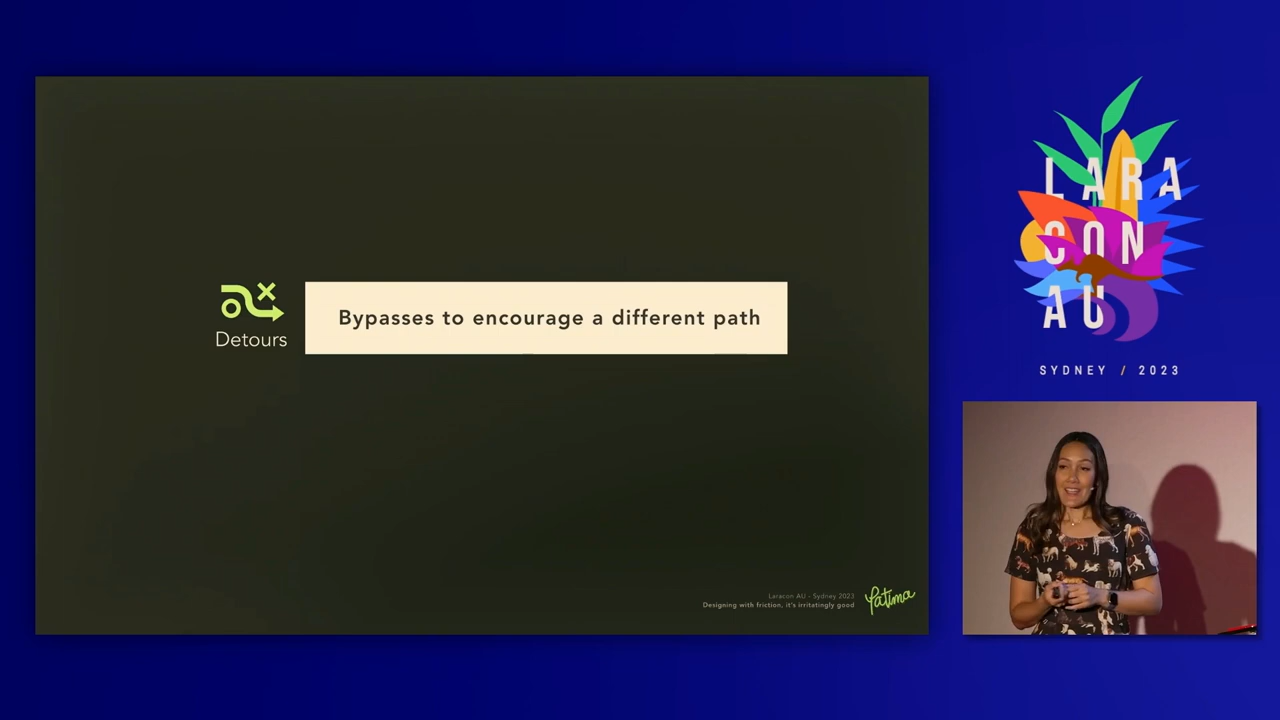 Detours
Bypasses to encourage a different path
Laracon AU - Sydney 2023
Designing with friction, it's irritatingly good
Yatima
LARA
CON
AU
SYDNEY / 2023